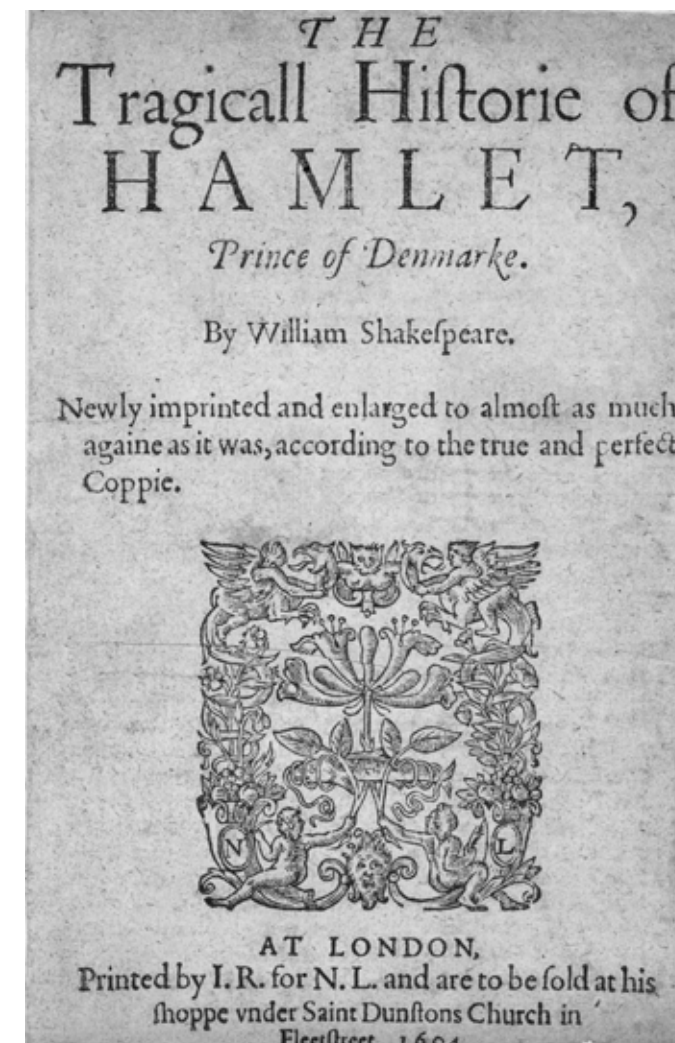 THE
Tragicall Hiſtorie of
HAMLET,
Prince of Denmarke.
By William Shakeſpeare.
Newly imprinted and enlarged to almoſt as much
againe as it was, according to the true and perfect
Coppie.
N L
AT LONDON,
Printed by I. R. for N. L. and are to be ſold at his
ſhoppe vnder Saint Dunſtons Church in
Fleetſtreet. 1604